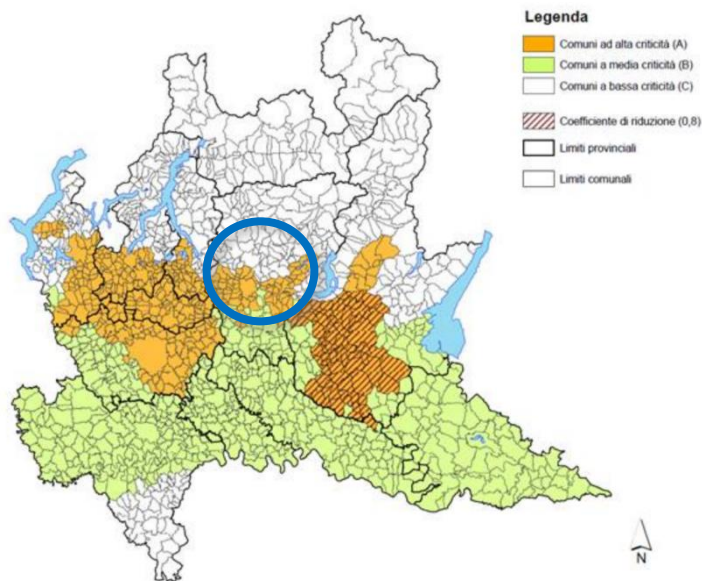 Legenda
Comuni ad alta criticità (A)
Comuni a media criticità (B)
Comuni a bassa criticità (C)
Coefficiente di riduzione (0,8)
Limiti provinciali
Limiti comunali
N